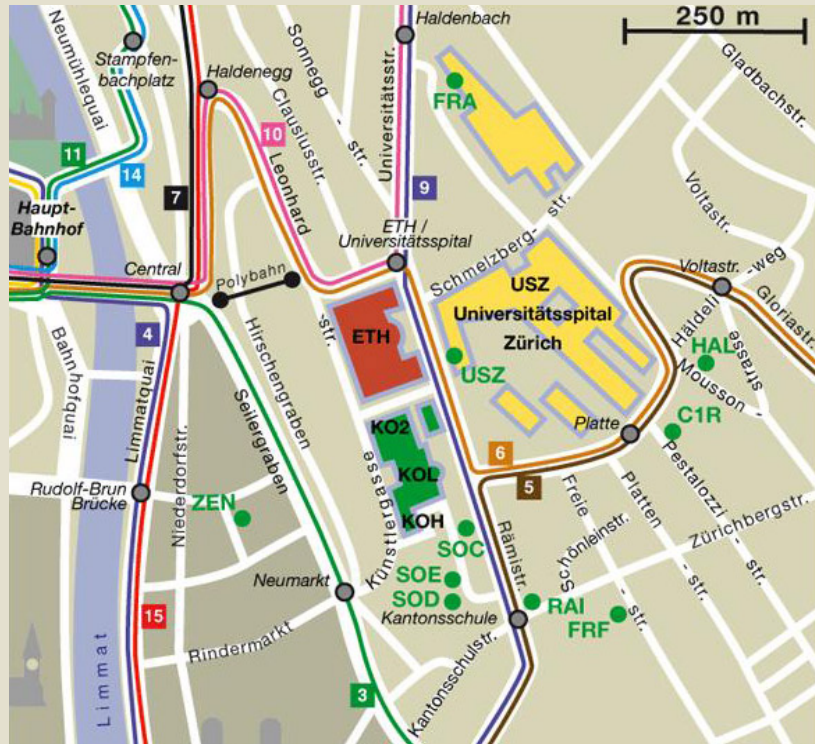 250 m
Haldenbach
Stampfen-
bachplatz
Neumühlequai
Haldenegg
Sonnegg
-
str.
Clausiusstr.
Universitätsstr.
FRA
Gladbachstr.
11
14
10
7
9
Leonhard
-str.
Voltastr.
Haupt-
Bahnhof
ETH /
Universitätsspital
Schmelzberg-
str.
Central
Polybahn
USZ
Universitätsspital
Zürich
Voltastr.
Häldeli
-weg
Gloriastr.
4
ETH
USZ
HAL
Mousson -
strasse
Bahnhofquai
Limmatquai
Niederdorfstr.
Seilergraben
Hirschengraben
Künstlergasse
KO2
KOL
KOH
Platte
C1R
6
5
Rudolf-Brun
Brücke
ZEN
Freie
-
str.
Platten
-
str.
Pestalozzi
-
str.
Zürichbergstr.
SOC
Rämistr.
Schönleinstr.
Neumarkt
SOE
SOD
Kantonsschule
RAI
FRF
15
Rindermarkt
Kantonsschulstr.
Limmat
3